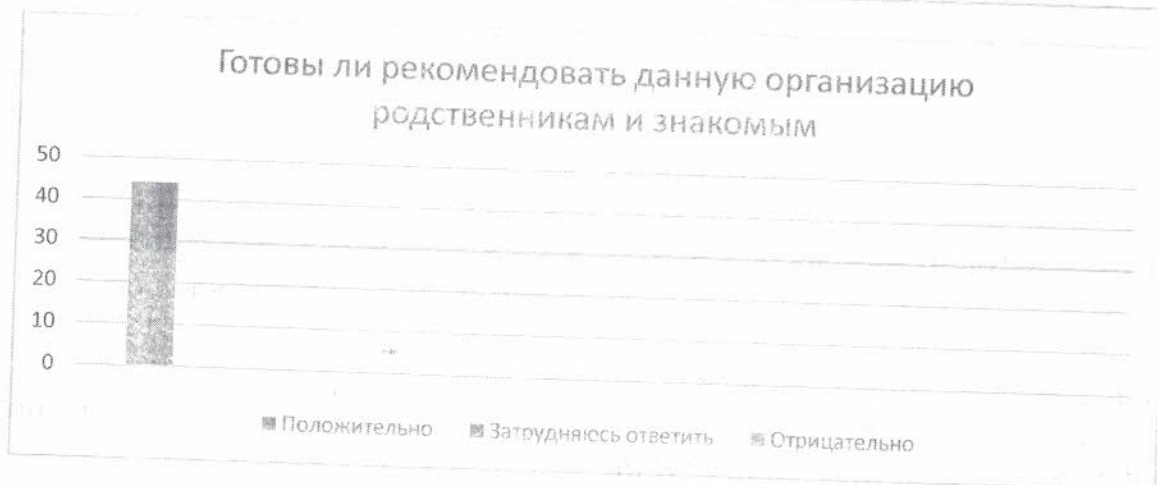 Готовы ли рекомендовать данную организацию
родственникам и знакомым
50
40
30
20
10
0
Положительно Затрудняюсь ответить Отрицательно